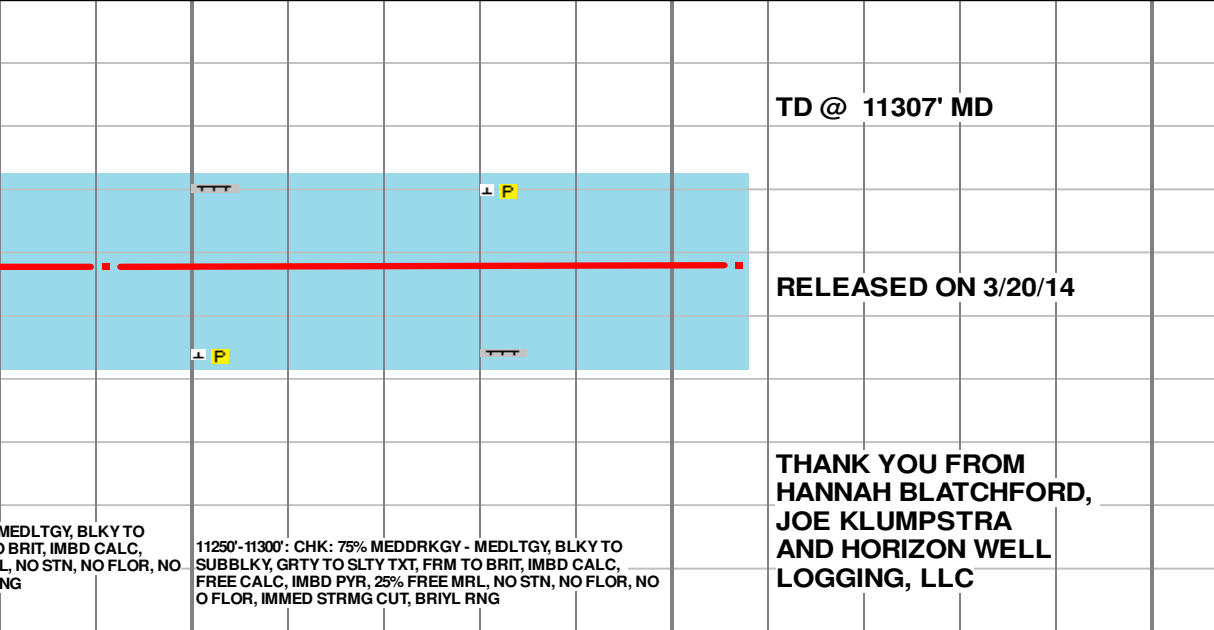 TD @ 11307' MD
P
RELEASED ON 3/20/14
P
THANK YOU FROM
HANNAH BLATCHFORD,
JOE KLUMPSTRA
AND HORIZON WELL
LOGGING, LLC
MEDLTGY, BLKY TO
BRIT, IMBD CALC,
L, NO STN, NO FLOR, NO
NG
11250'-11300': CHK: 75% MEDDRKGY - MEDLTGY, BLKY TO
SUBBLKY, GRTY TO SLTY TXT, FRM TO BRIT, IMBD CALC,
FREE CALC, IMBD PYR, 25% FREE MRL, NO STN, NO FLOR, NO
O FLOR, IMMED STRMG CUT, BRIYL RNG